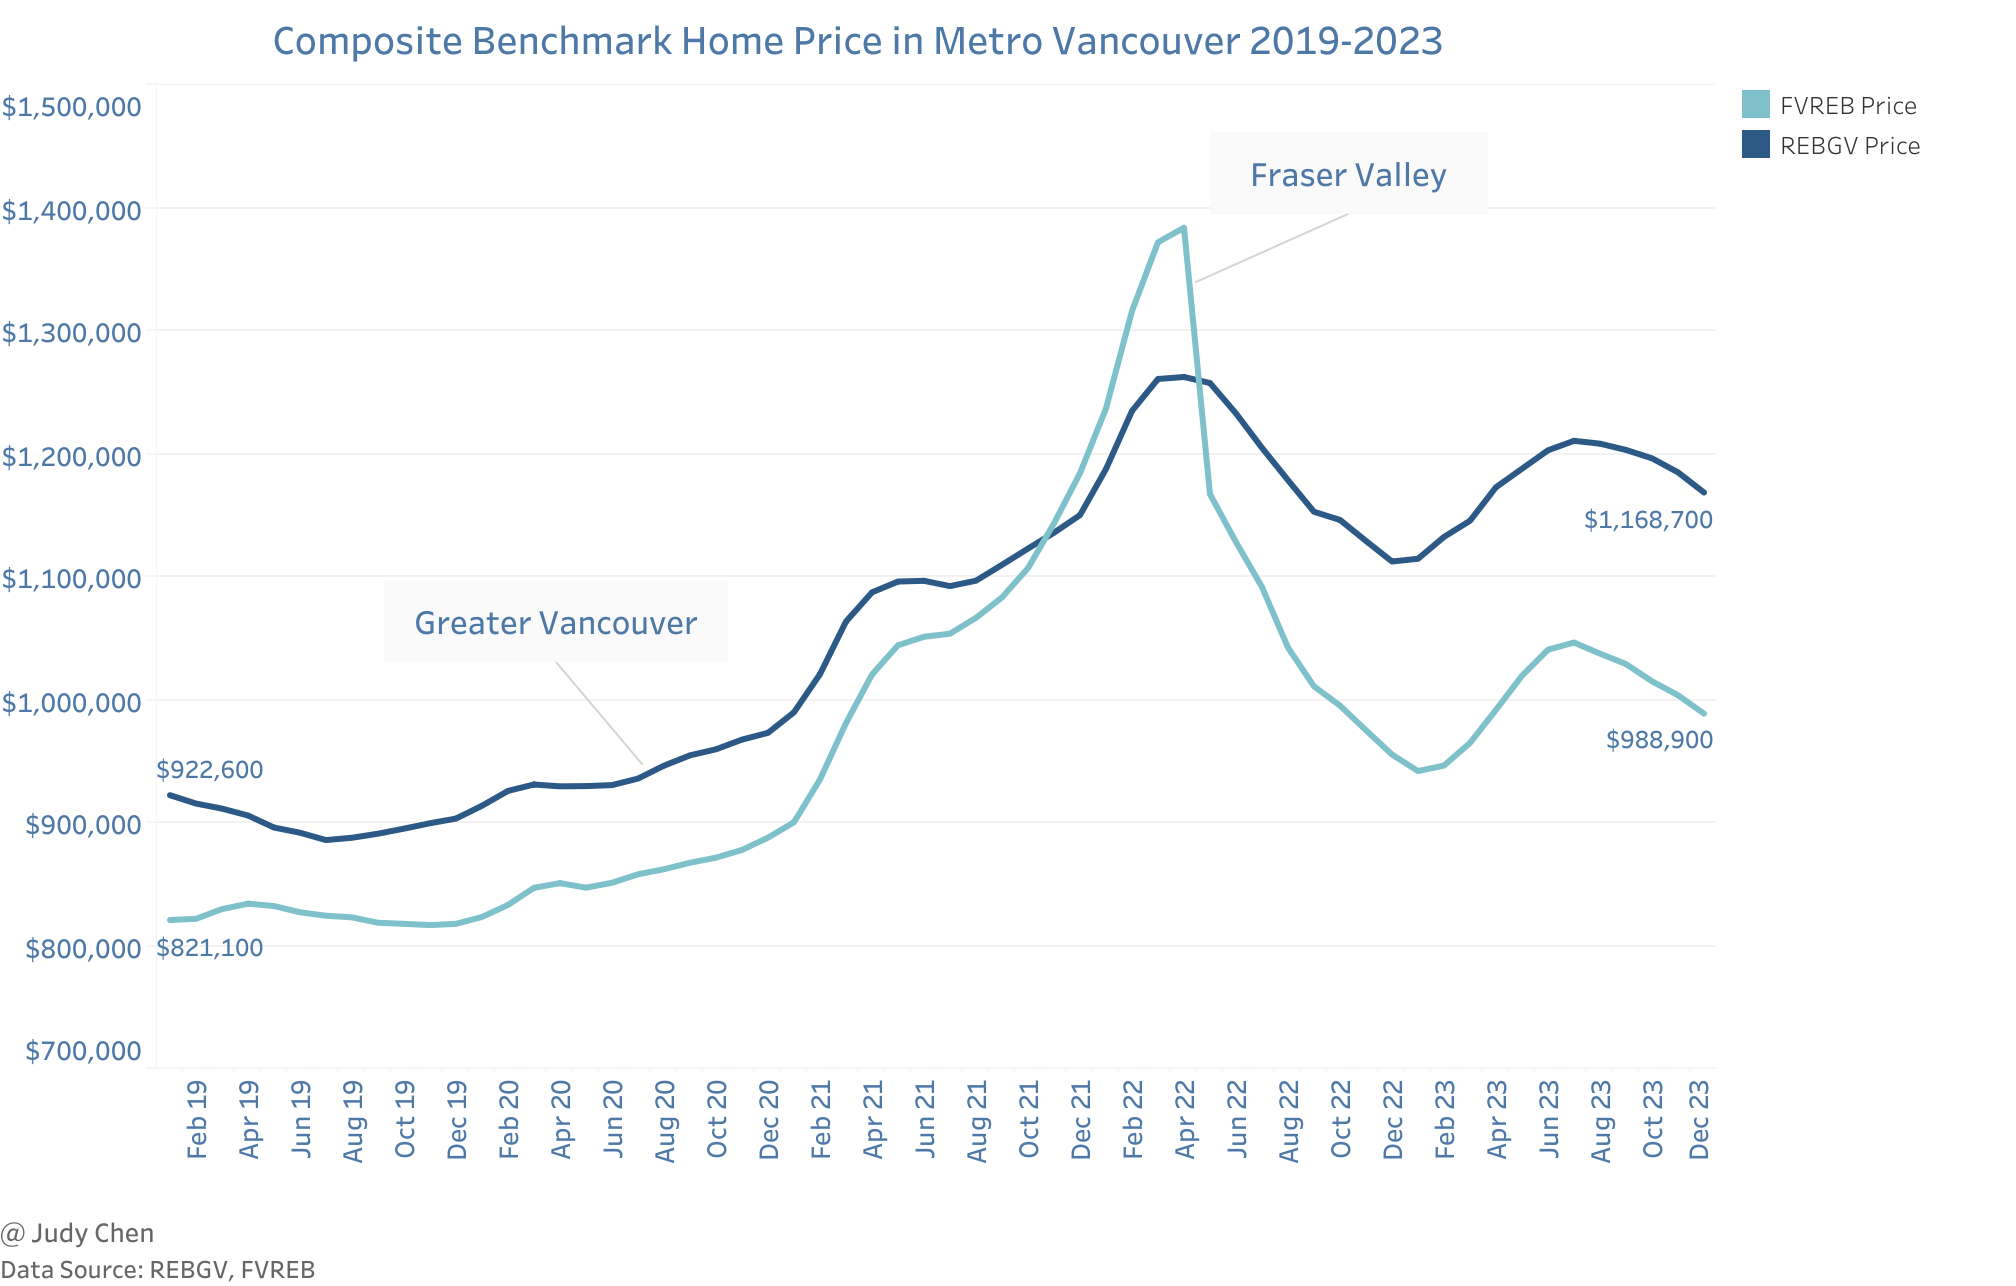 Composite Benchmark Home Price in Metro Vancouver 2019-2023
$1,500,000
$1,400,000
$1,300,000
$1,200,000
$1,100,000
$1,000,000
$900,000
$800,000
$700,000
FVREB Price
REBGV Price
Fraser Valley
Greater Vancouver
$922,600
$821,100
$1,168,700
$988,900
Feb 19
Apr 19
Jun 19
Aug 19
Oct 19
Dec 19
Feb 20
Apr 20
Jun 20
Aug 20
Oct 20
Dec 20
Feb 21
Apr 21
Jun 21
Aug 21
Oct 21
Dec 21
Feb 22
Apr 22
Jun 22
Aug 22
Oct 22
Dec 22
Feb 23
Apr 23
Jun 23
Aug 23
Oct 23
Dec 23
@ Judy Chen
Data Source: REBGV, FVREB